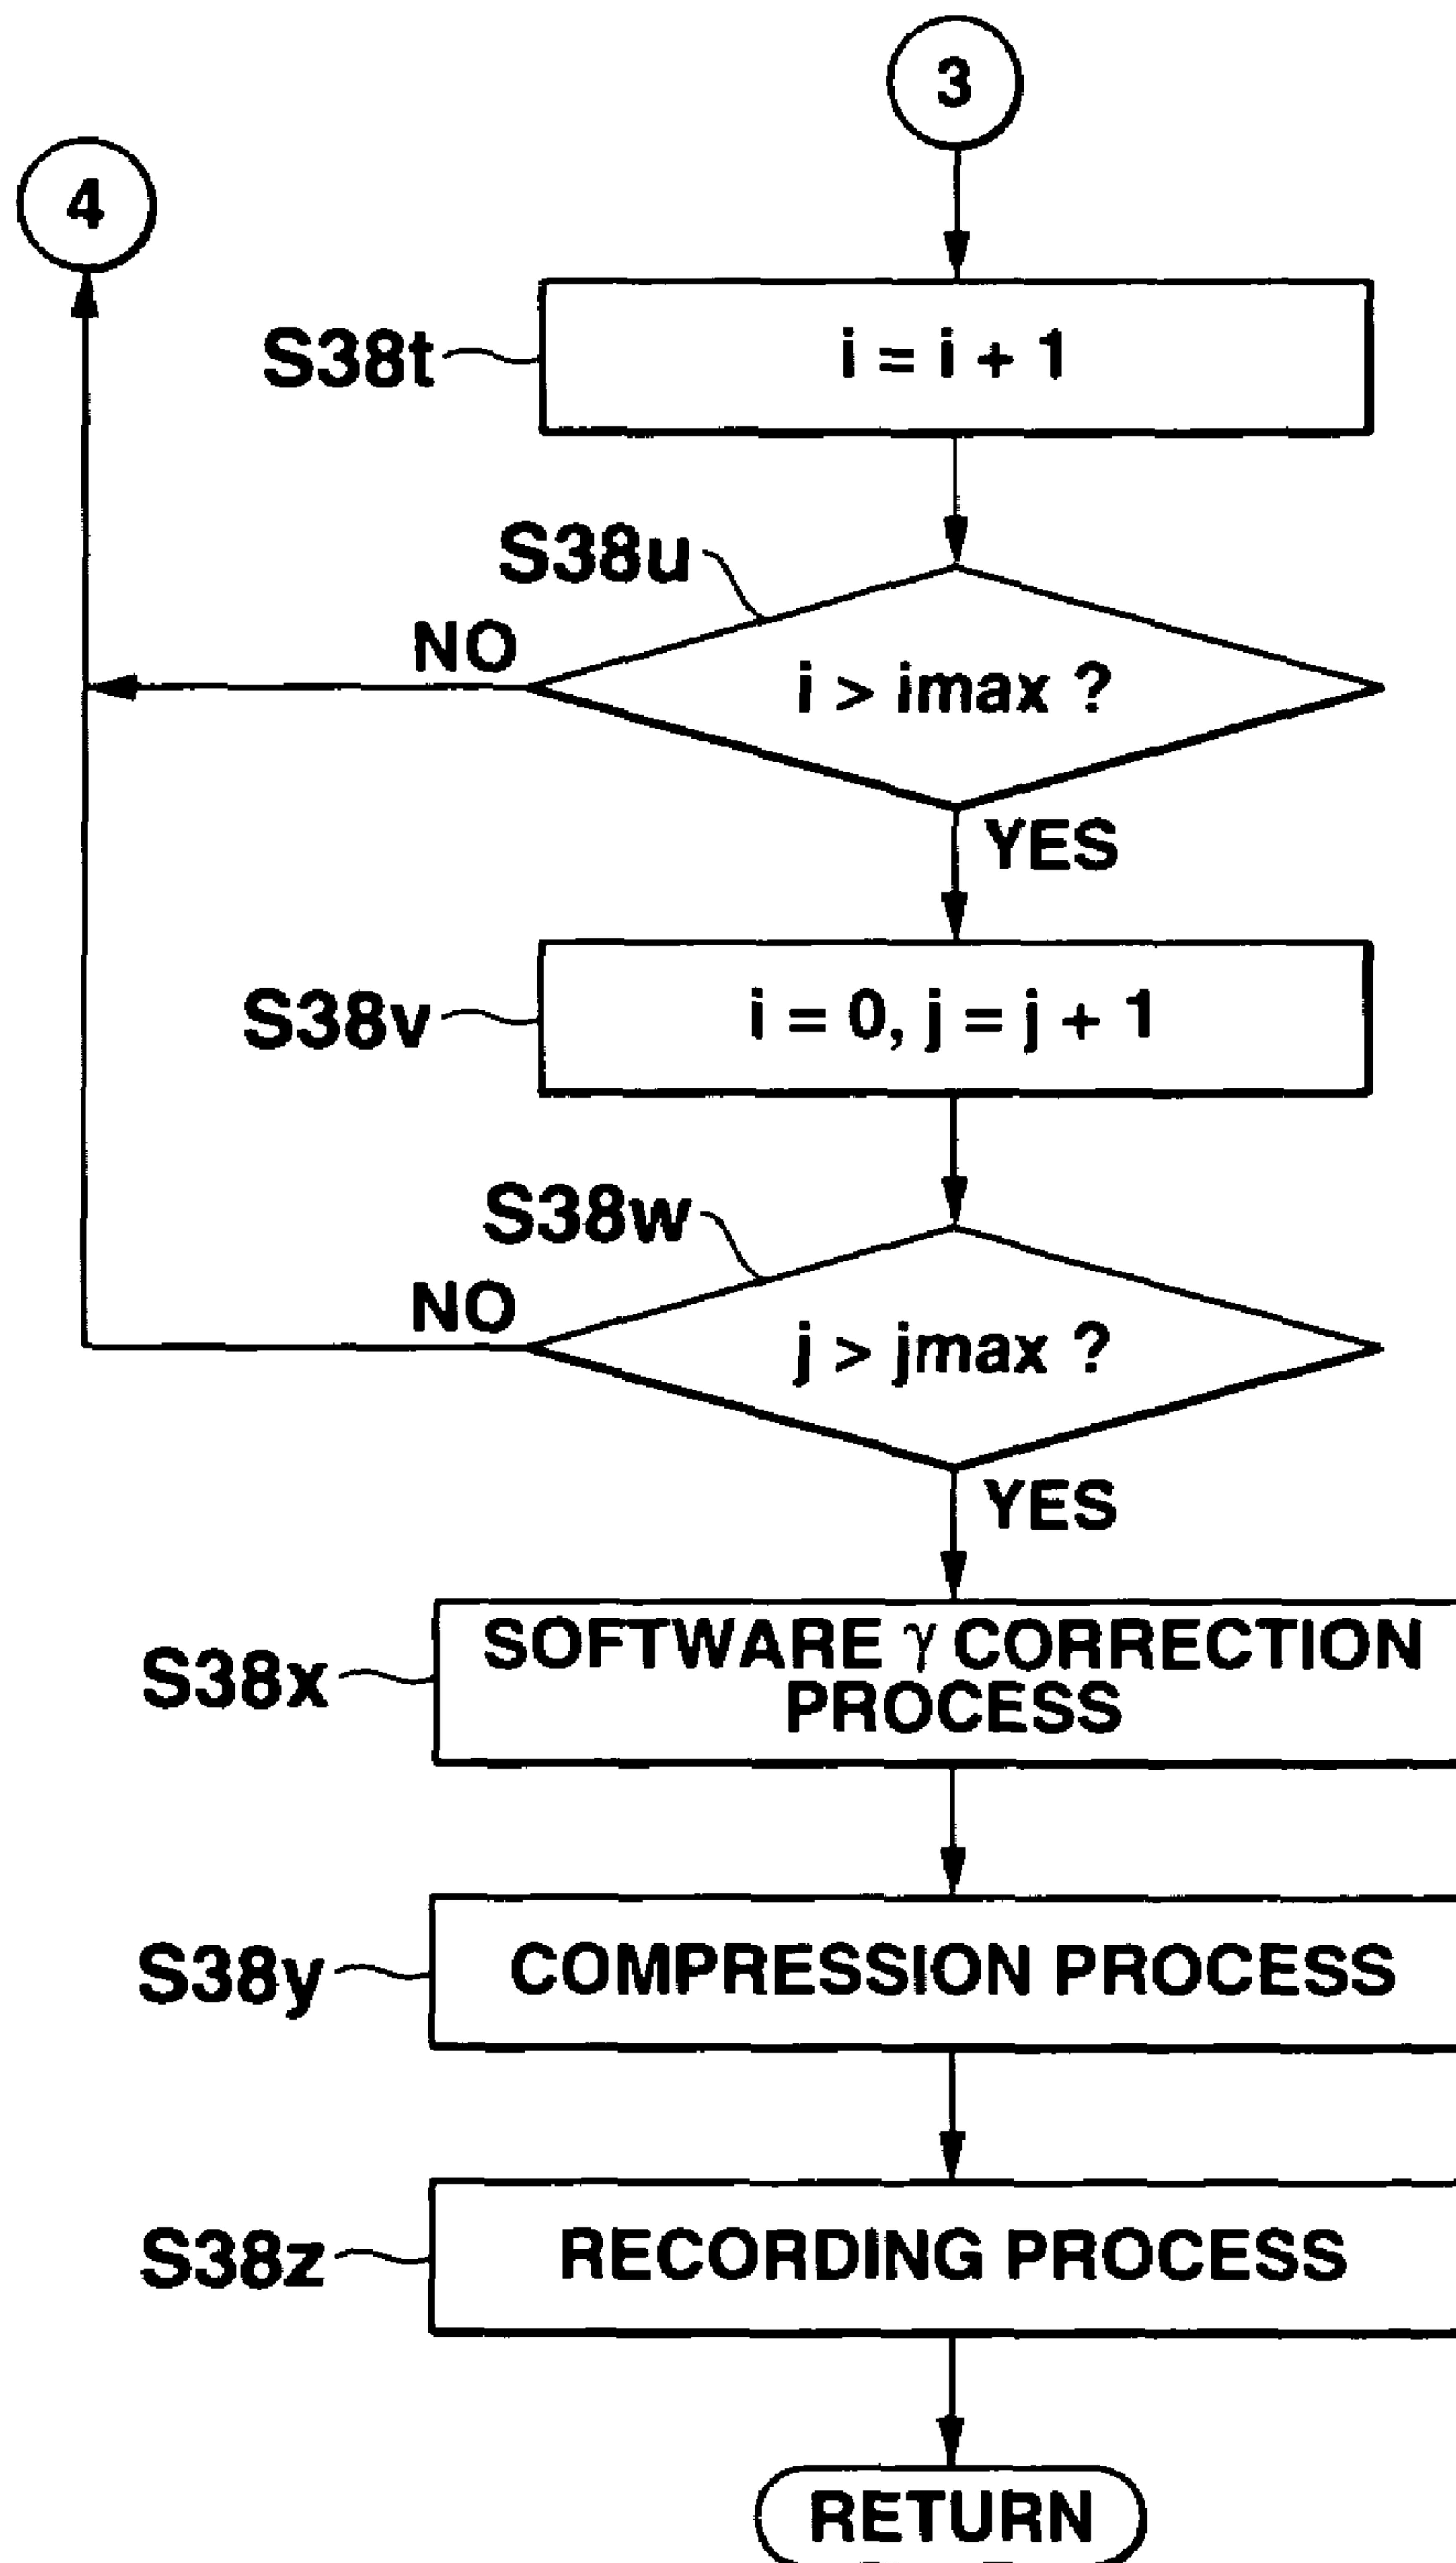 3
4
S38t
i = i + 1
S38u
NO
i > imax ?
YES
S38v
i = 0, j = j + 1
S38w
NO
j > jmax ?
YES
S38x
SOFTWARE γ CORRECTION
PROCESS
S38y
COMPRESSION PROCESS
S38z
RECORDING PROCESS
RETURN